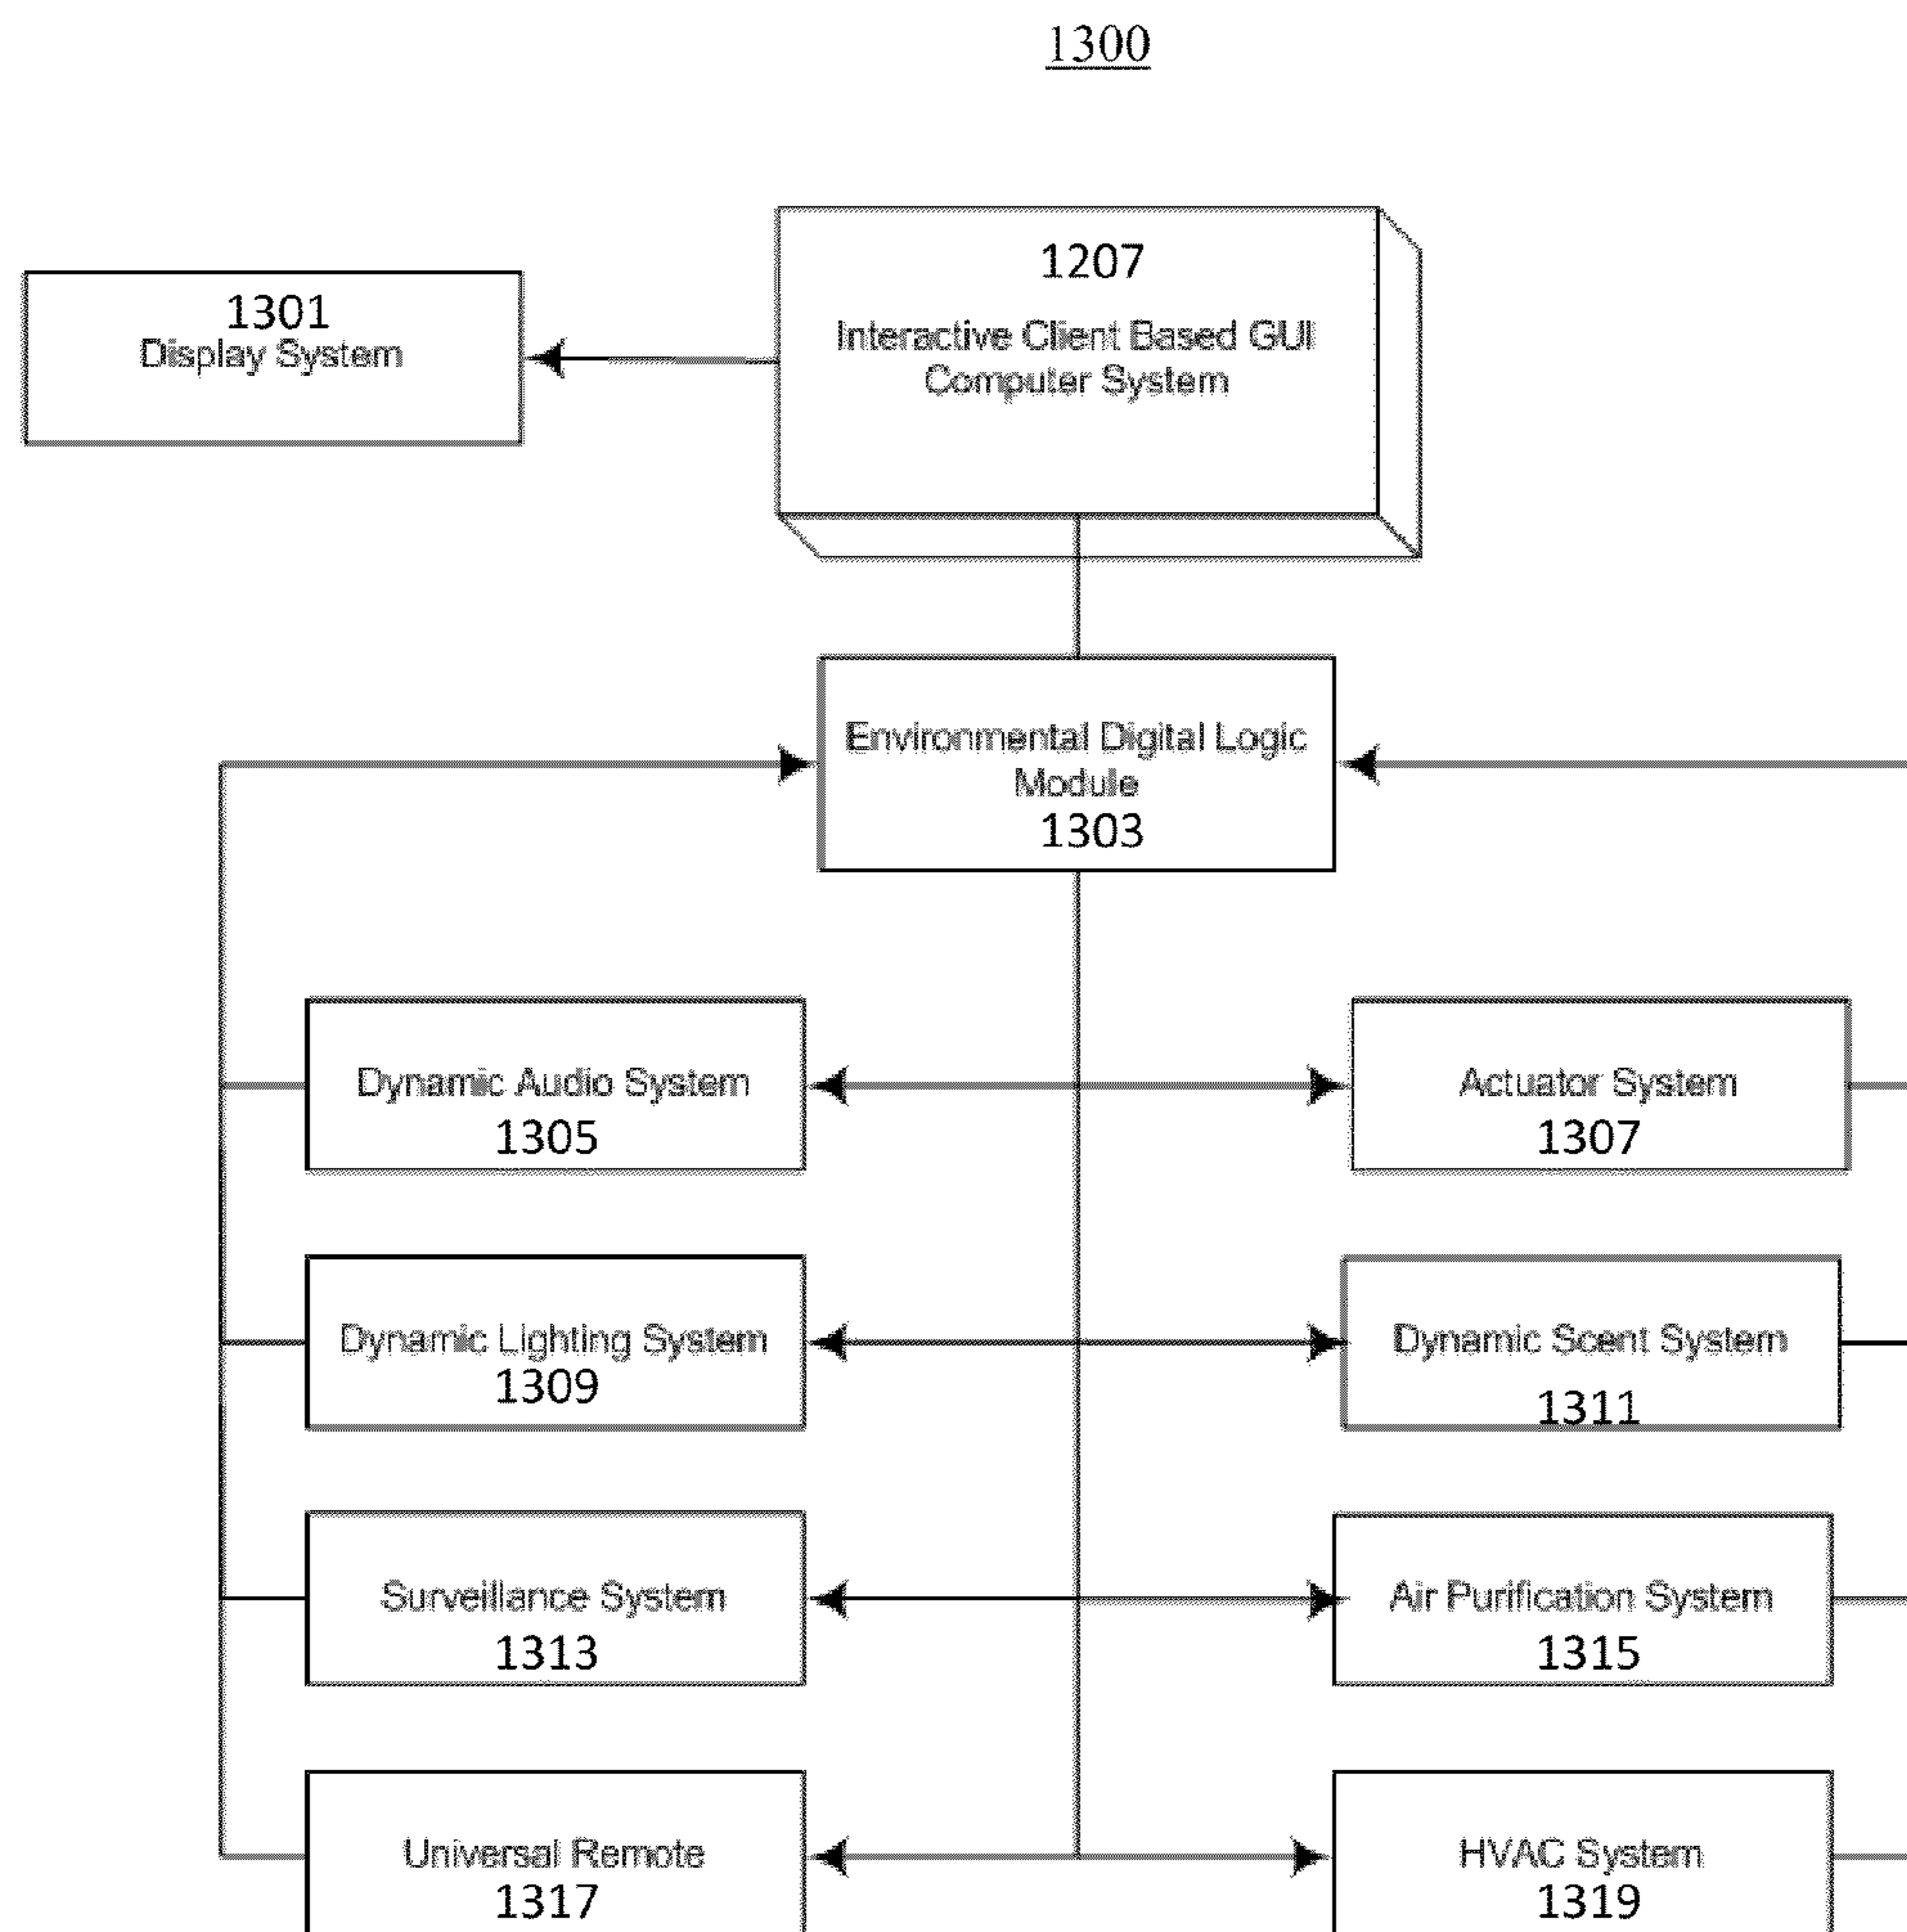 1300
1301
Display System
1207
Interactive Client Based GUI
Computer System
Environmental Digital Logic
Module
1303
Dynamic Audio System
1305
Actuator System
1307
Dynamic Lighting System
1309
Dynamic Scent System
1311
Surveillance System
1313
Air Purification System
1315
Universal Remote
1317
HVAC System
1319